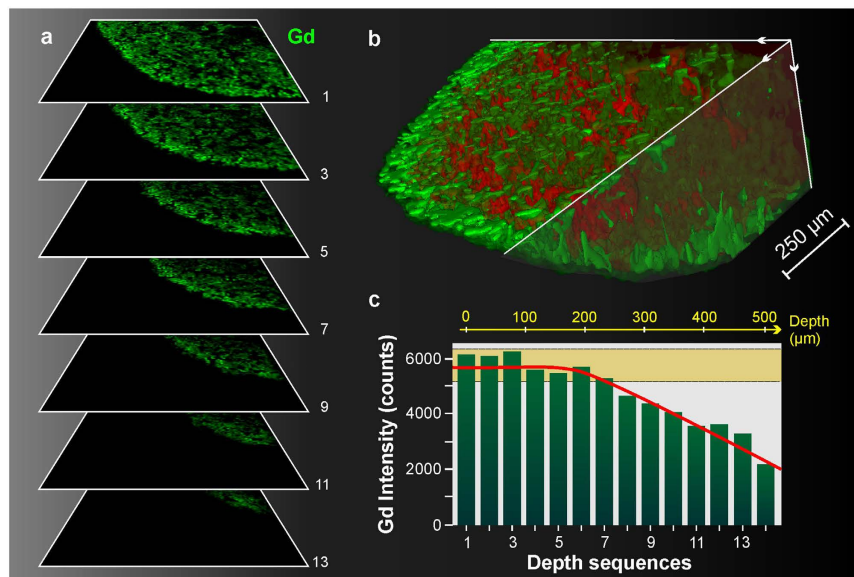 a
Gd
1
3
5
7
9
11
13
b
250 µm
c
0 100 200 300 400 500 Depth
(µm)
6000
4000
2000
0
Gd Intensity (counts)
1 3 5 7 9 11 13
Depth sequences